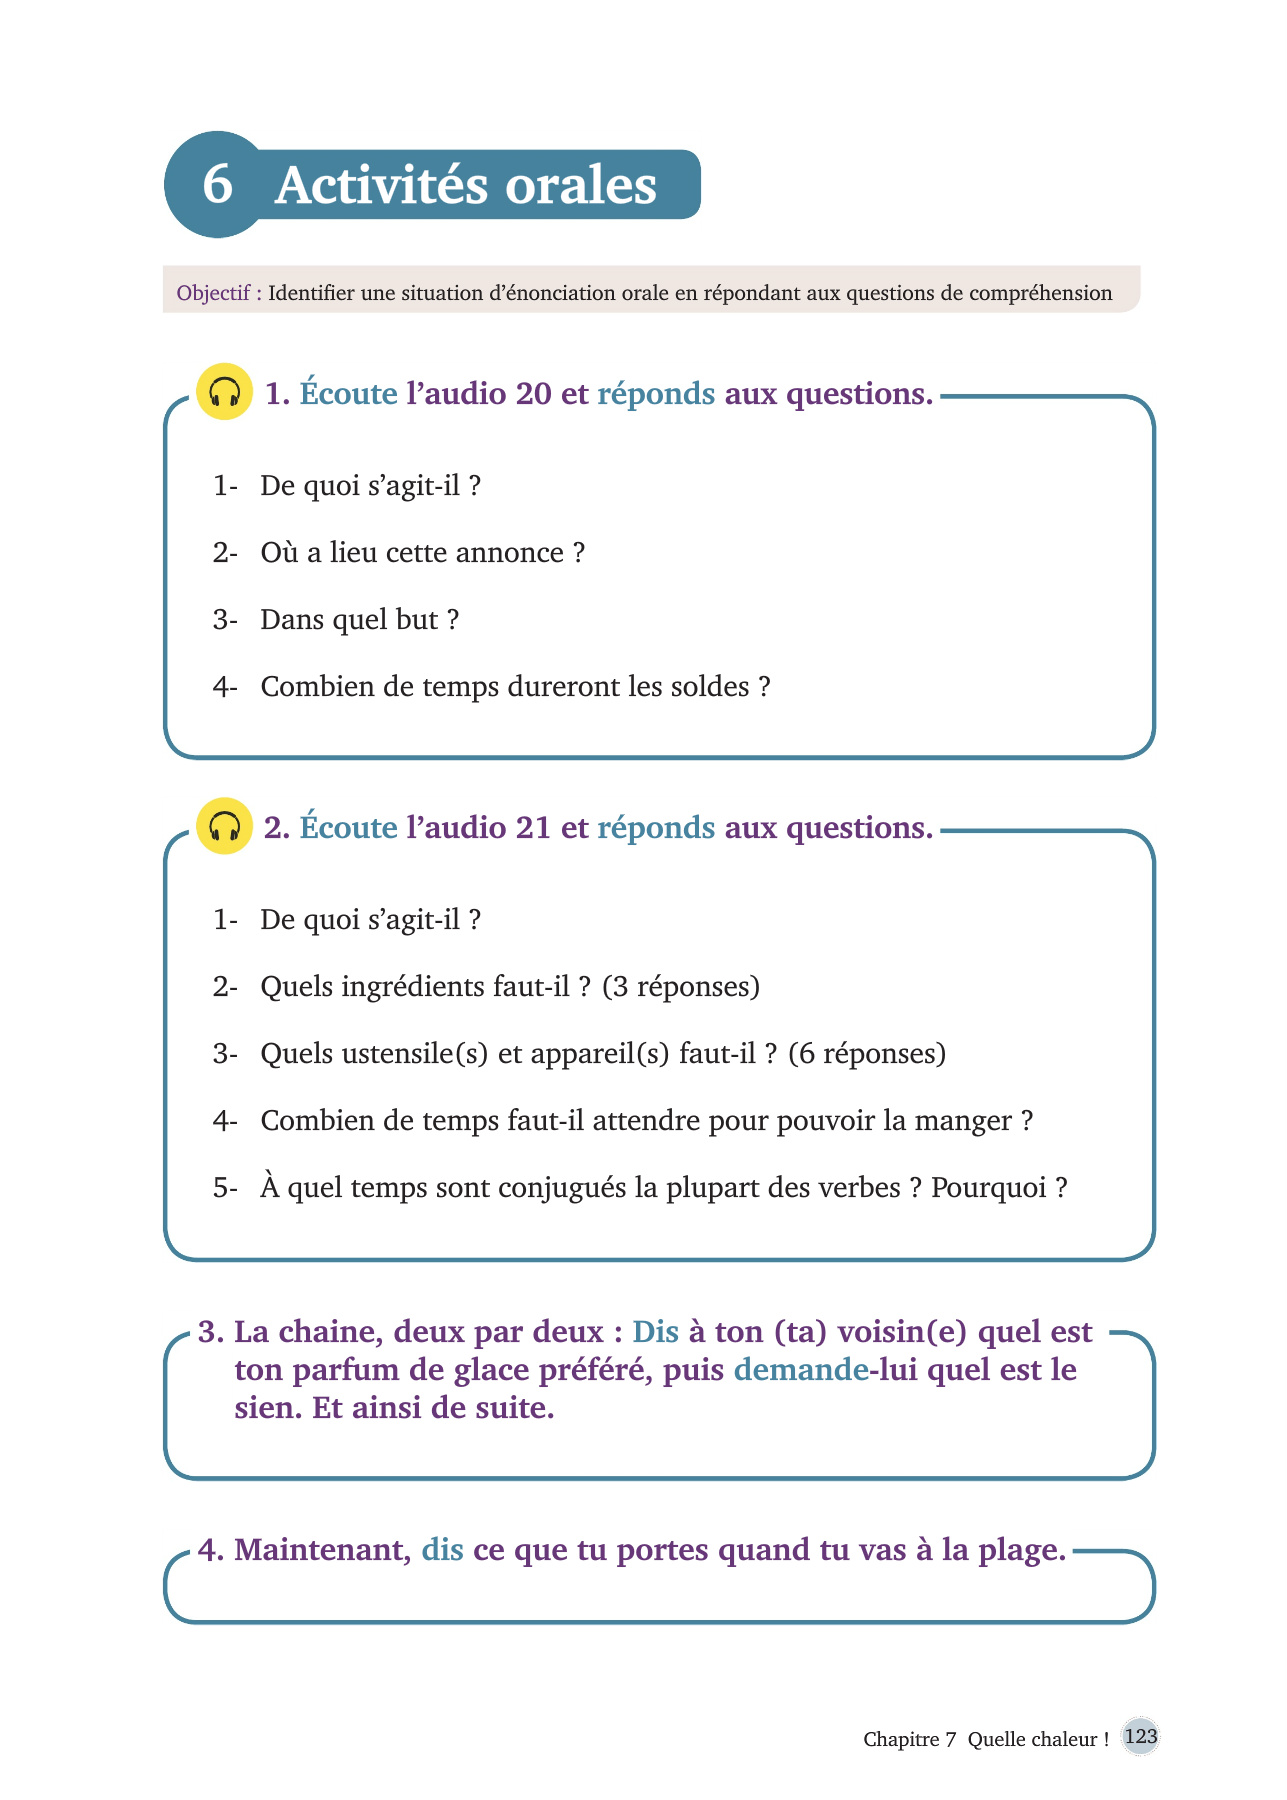 6 Activités orales
Objectif : Identifier une situation d’énonciation orale en répondant aux questions de compréhension
1. Écoute l’audio 20 et réponds aux questions.
1- De quoi s’agit-il ?
2- Où a lieu cette annonce ?
3- Dans quel but ?
4- Combien de temps dureront les soldes ?
2. Écoute l’audio 21 et réponds aux questions.
1- De quoi s’agit-il ?
2- Quels ingrédients faut-il ? (3 réponses)
3- Quels ustensile(s) et appareil(s) faut-il ? (6 réponses)
4- Combien de temps faut-il attendre pour pouvoir la manger ?
5- À quel temps sont conjugués la plupart des verbes ? Pourquoi ?
3. La chaine, deux par deux : Dis à ton (ta) voisin(e) quel est
ton parfum de glace préféré, puis demande-lui quel est le
sien. Et ainsi de suite.
4. Maintenant, dis ce que tu portes quand tu vas à la plage.
Chapitre 7 Quelle chaleur ! 123